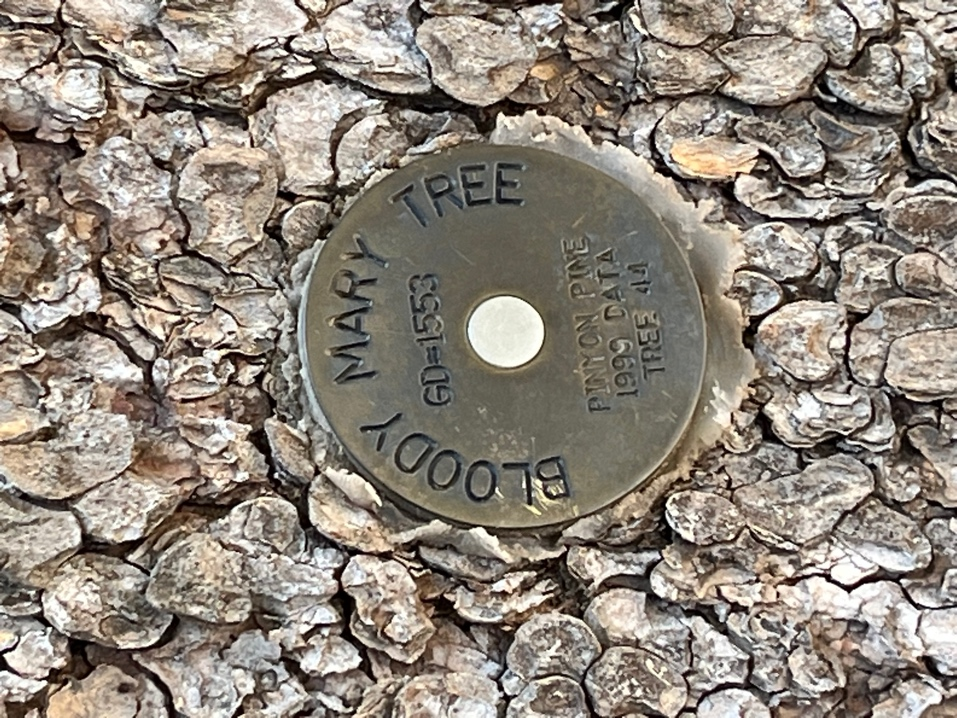 BLOODY MARY TREE
GD=1553
PINYON PINE
1999 DATA
TREE 44